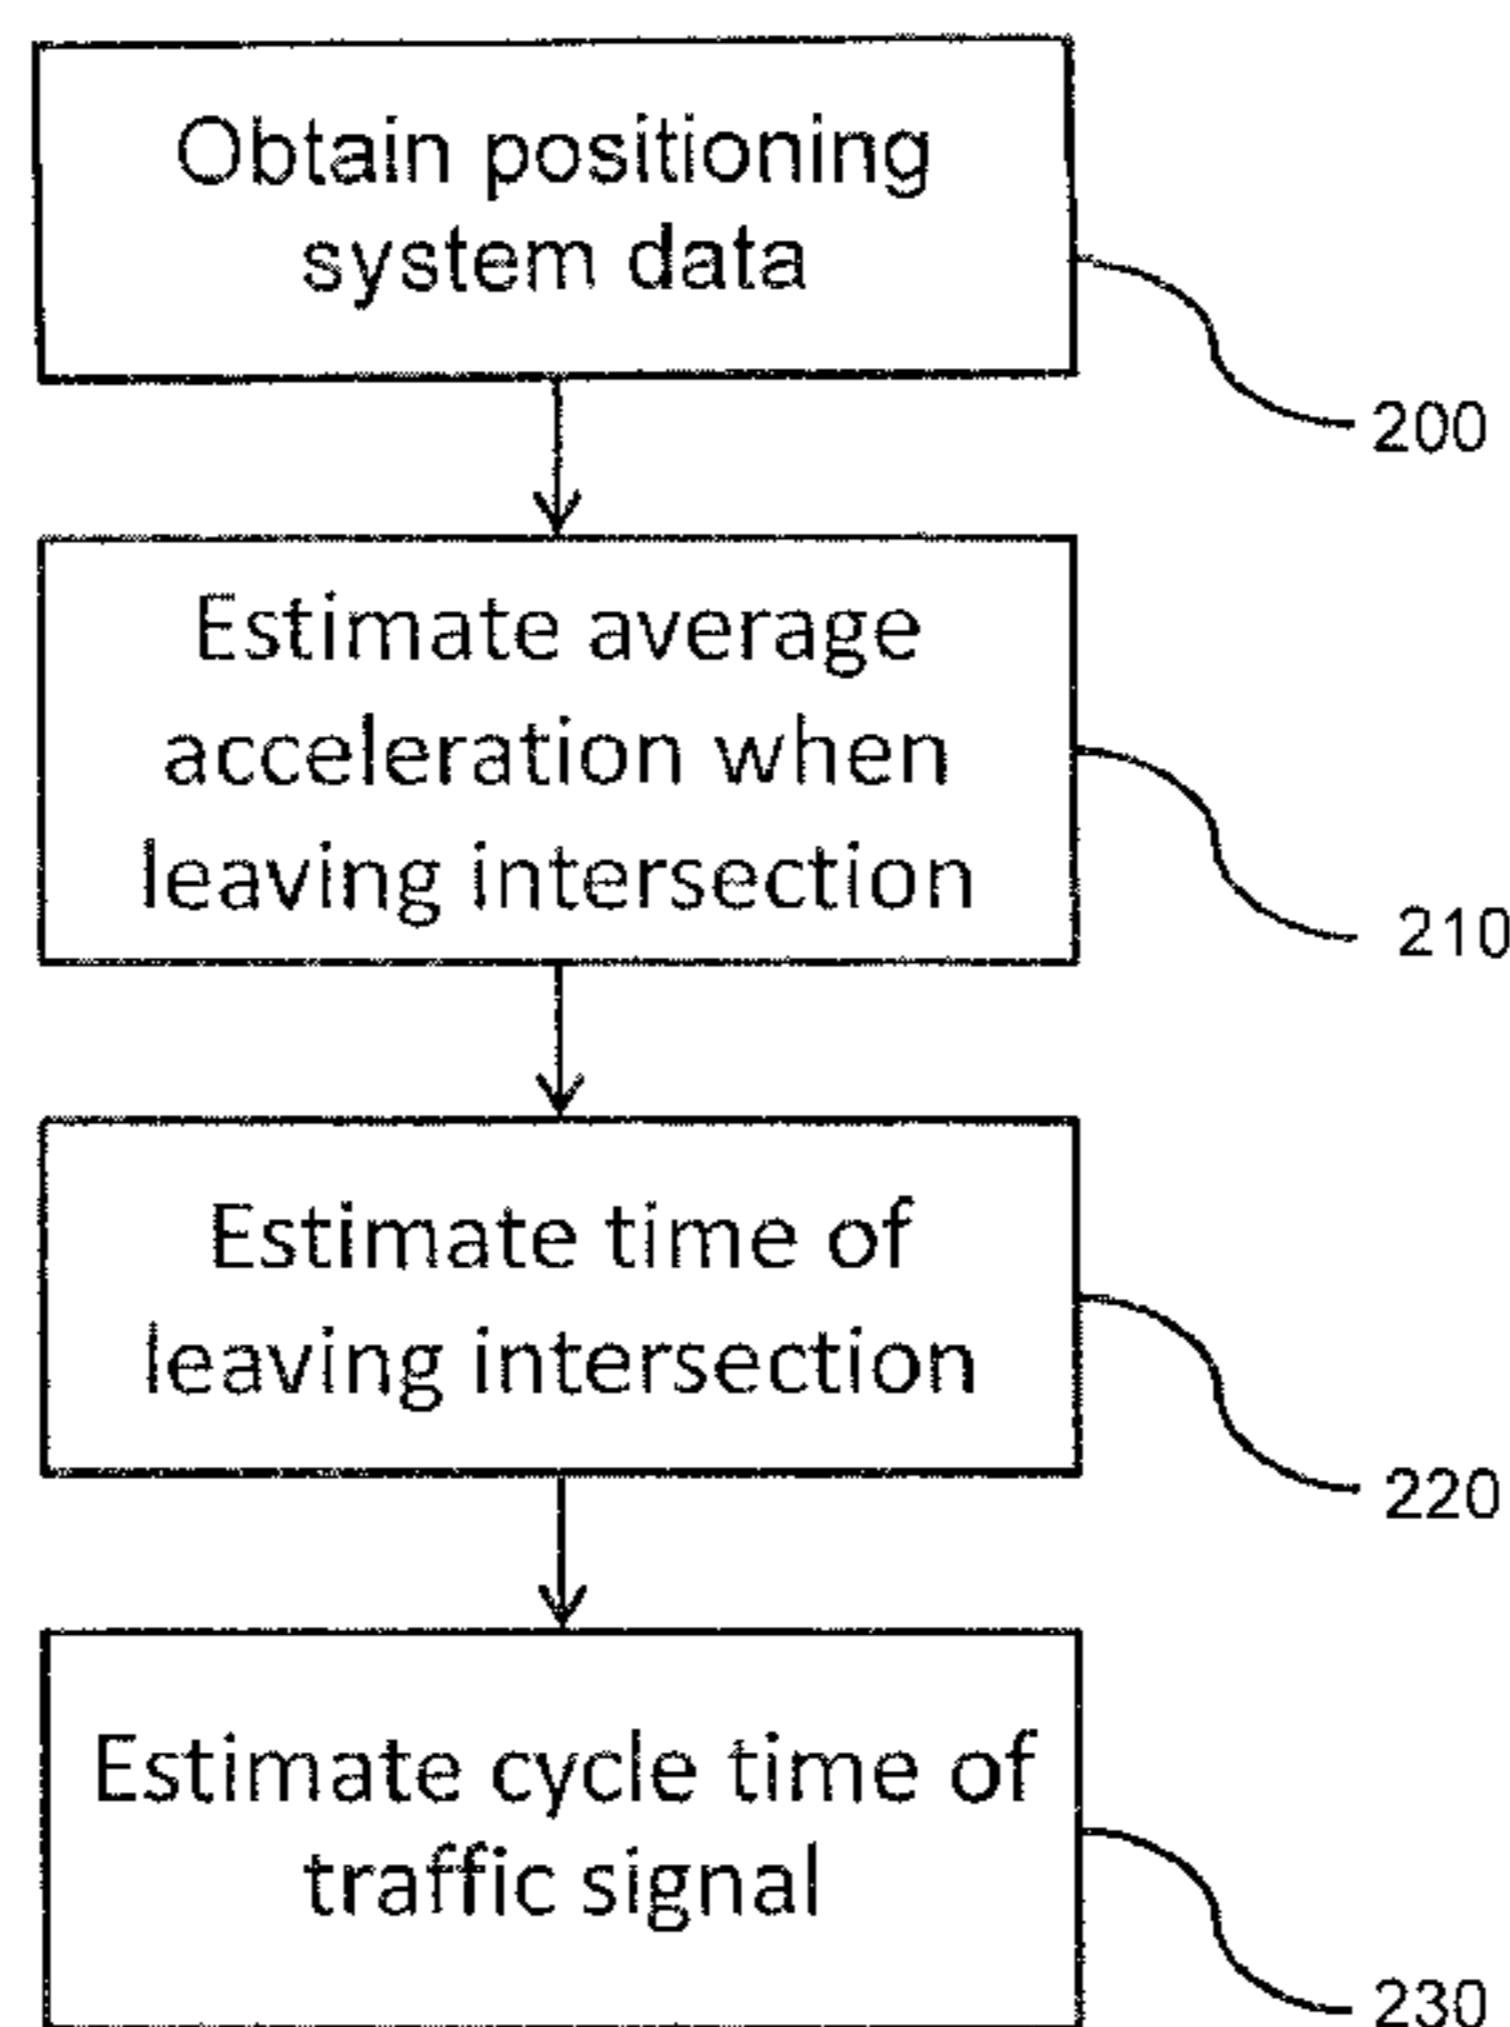 Obtain positioning
system data
200
Estimate average
acceleration when
leaving intersection
210
Estimate time of
leaving intersection
220
Estimate cycle time of
traffic signal
230